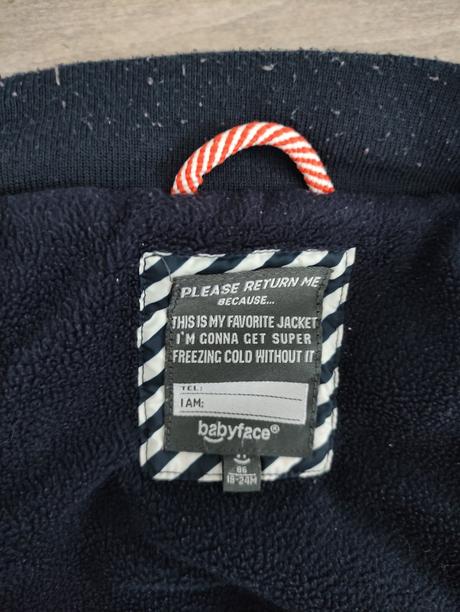 PLEASE RETURN ME
BECAUSE...
THIS IS MY FAVORITE JACKET
I'M GONNA GET SUPER
FREEZING COLD WITHOUT IT
TEL:
I AM:
babyface®
86
18-24M